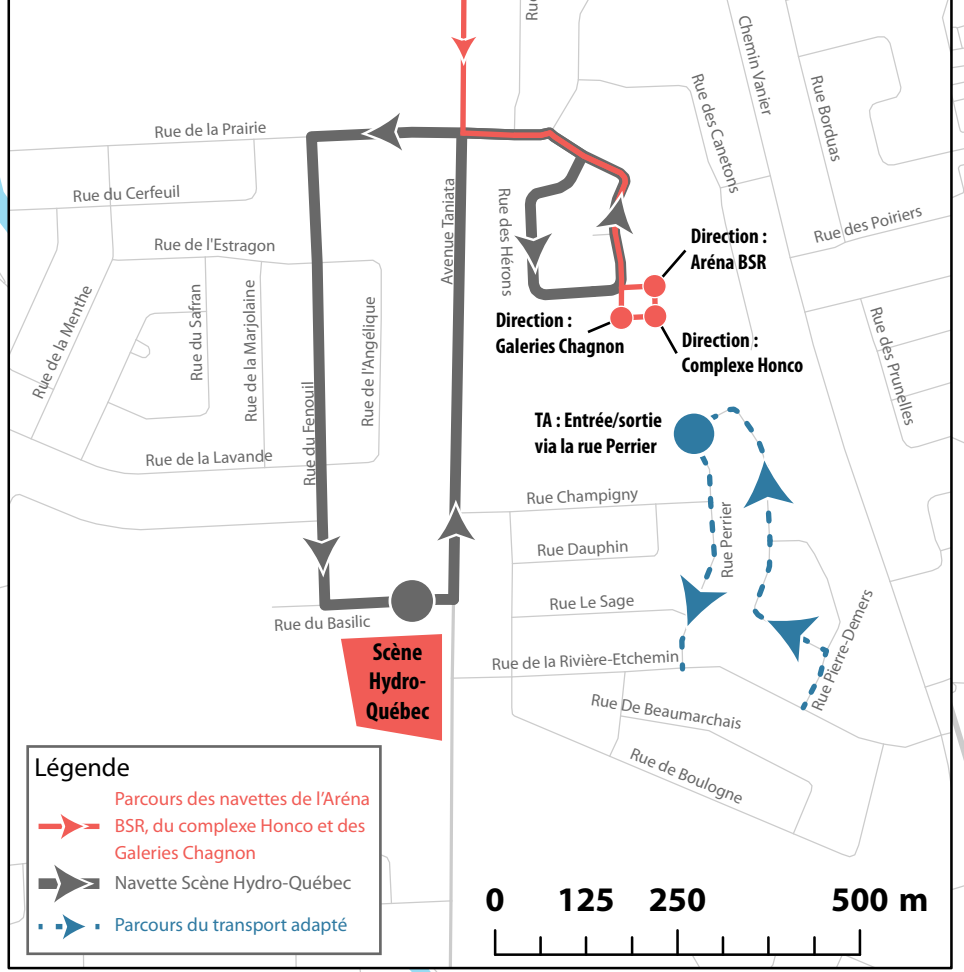 Rue
Chemin Vanier
Rue Borduas
Rue des Canetons
Rue de la Prairie
Rue du Cerfeuil
Avenue Taniata
Rue des Hérons
Rue des Poiriers
Rue de l'Estragon
Direction :
Aréna BSR
Rue de la Menthe
Rue du Safran
Rue de la Marjolaine
Rue de l'Angélique
Direction :
Galeries Chagnon
Direction :
Complexe Honco
Rue des Prunelles
Rue du Fenouil
TA : Entrée/sortie
via la rue Perrier
Rue de la Lavande
Rue Champigny
Rue Perrier
Rue Dauphin
Rue Le Sage
Rue du Basilic
Rue Pierre-Demers
Scène
Hydro-
Québec
Rue de la Rivière-Etchemin
Rue De Beaumarchais
Rue de Boulogne
Légende
Parcours des navettes de l'Aréna
BSR, du complexe Honco et des
Galeries Chagnon
Navette Scène Hydro-Québec
Parcours du transport adapté
0 125 250 500 m